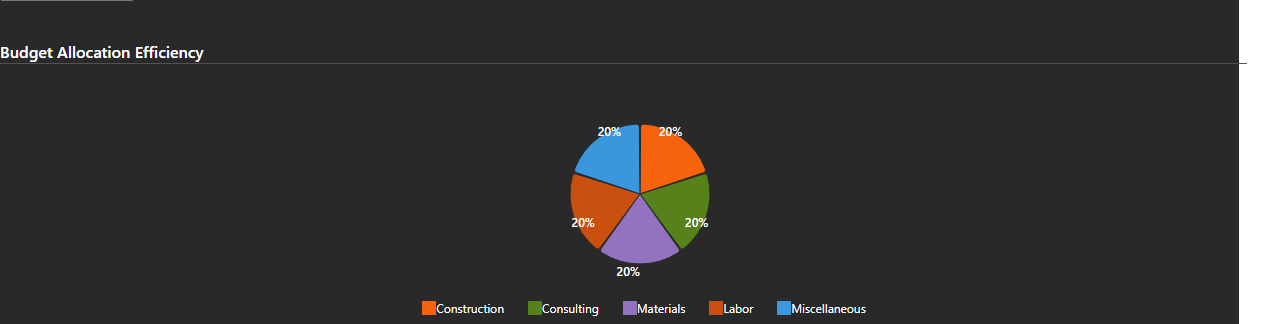 Budget Allocation Efficiency
20% 20%
20% 20%
20%
Construction Consulting Materials Labor Miscellaneous